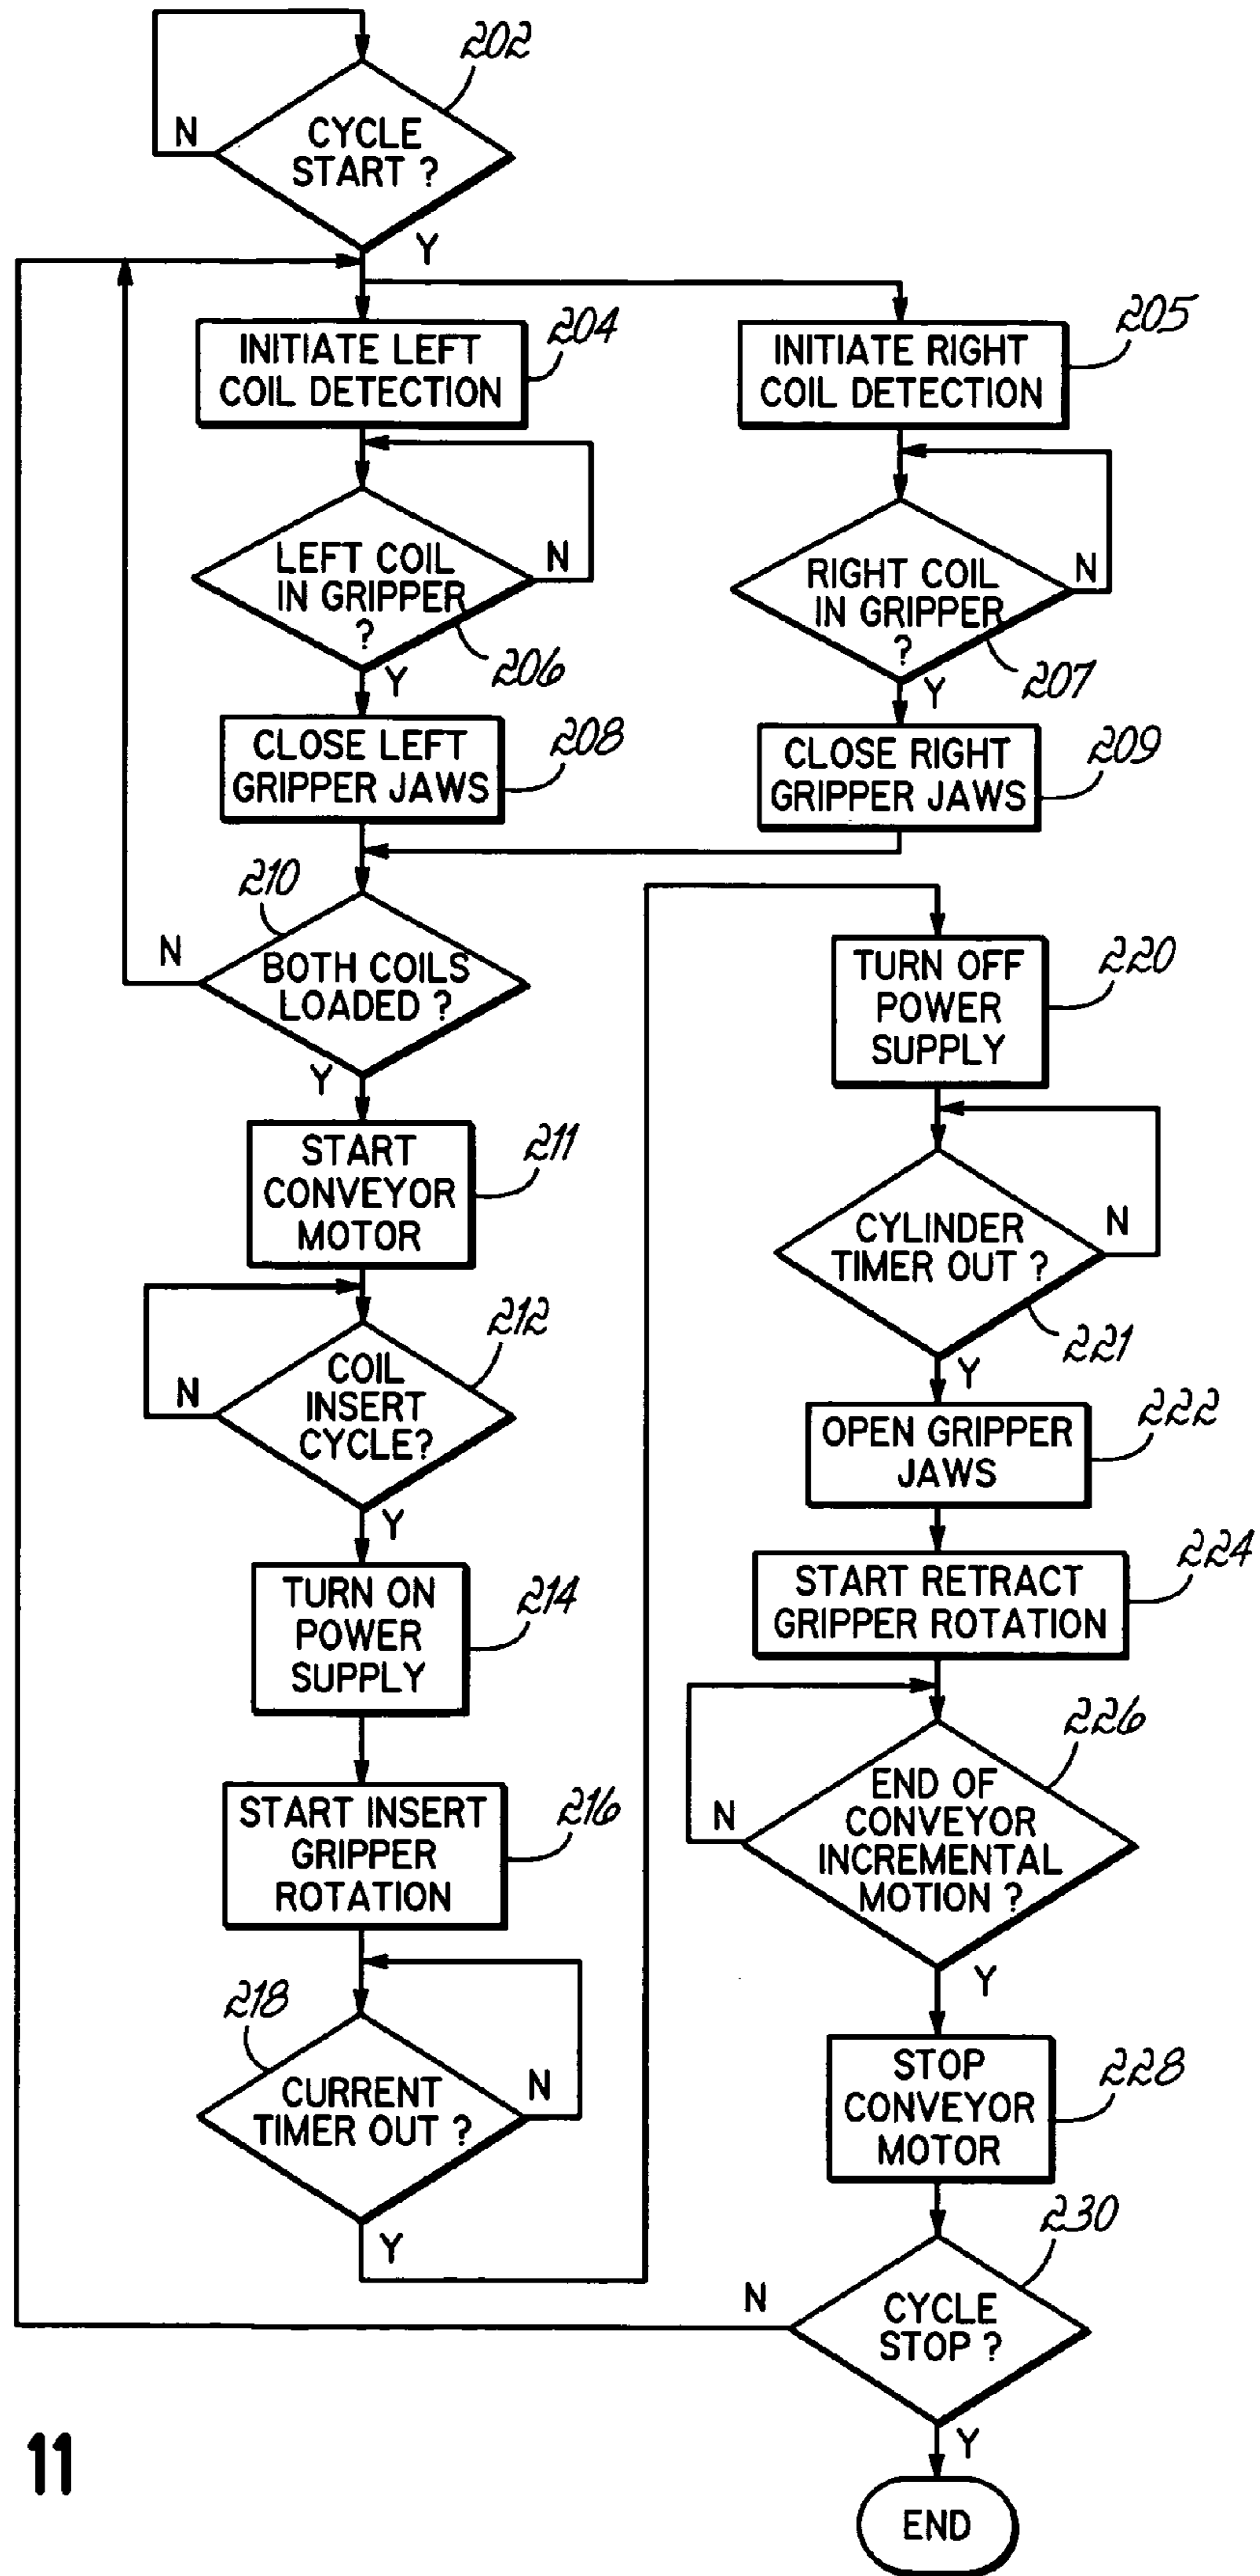 202
CYCLE
START ?
N
Y
INITIATE LEFT
COIL DETECTION
204
INITIATE RIGHT
COIL DETECTION
205
LEFT COIL
IN GRIPPER
?
N
206
Y
RIGHT COIL
IN GRIPPER
?
N
207
Y
CLOSE LEFT
GRIPPER JAWS
208
CLOSE RIGHT
GRIPPER JAWS
209
210
N
BOTH COILS
LOADED ?
Y
START
CONVEYOR
MOTOR
211
212
N
COIL
INSERT
CYCLE?
Y
TURN ON
POWER
SUPPLY
214
START INSERT
GRIPPER
ROTATION
216
218
CURRENT
TIMER OUT ?
N
Y
TURN OFF
POWER
SUPPLY
220
CYLINDER
TIMER OUT ?
N
221
Y
OPEN GRIPPER
JAWS
222
START RETRACT
GRIPPER ROTATION
224
226
N
END OF
CONVEYOR
INCREMENTAL
MOTION ?
Y
STOP
CONVEYOR
MOTOR
228
230
N
CYCLE
STOP ?
Y
END
11